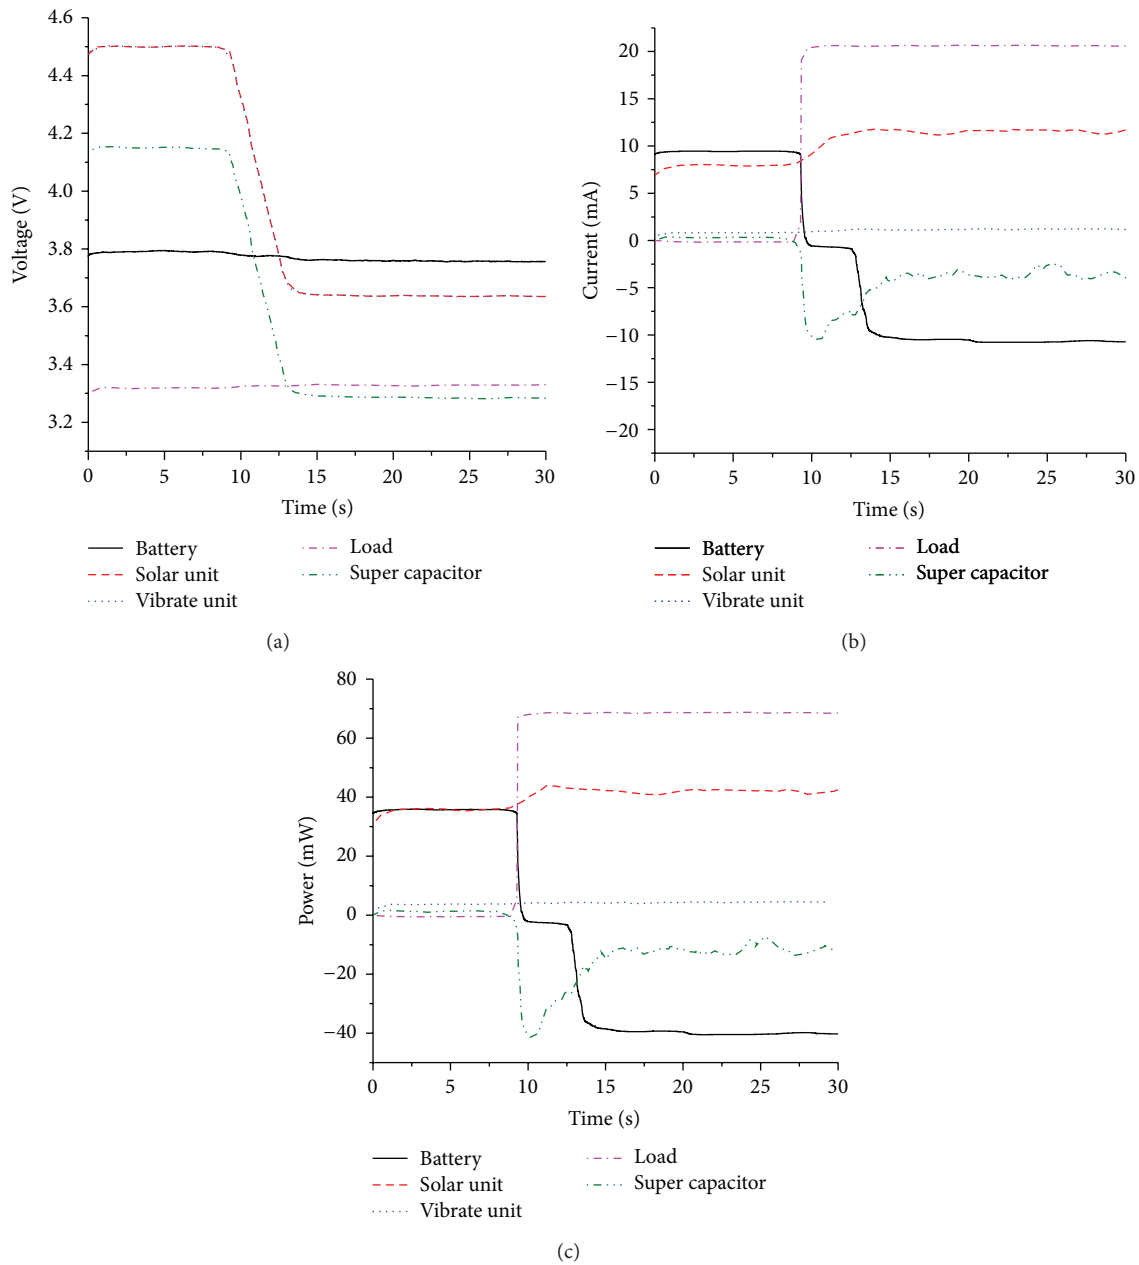 4.6
4.4
4.2
4.0
3.8
3.6
3.4
3.2
Voltage (V)
0 5 10 15 20 25 30
Time (s)
Battery
Solar unit
Vibrate unit
Load
Super capacitor
(a)
20
15
10
5
0
−5
−10
−15
−20
Current (mA)
0 5 10 15 20 25 30
Time (s)
Battery
Solar unit
Vibrate unit
Load
Super capacitor
(b)
80
60
40
20
0
−20
−40
Power (mW)
0 5 10 15 20 25 30
Time (s)
Battery
Solar unit
Vibrate unit
Load
Super capacitor
(c)